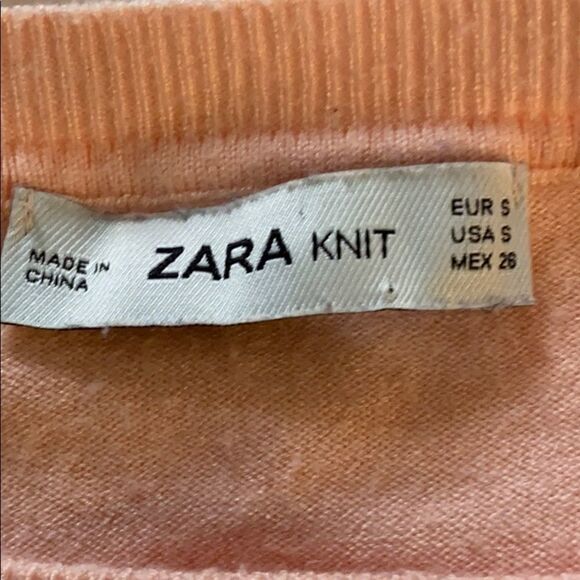 MADE IN
CHINA
ZARA KNIT
EUR S
USA S
MEX 26